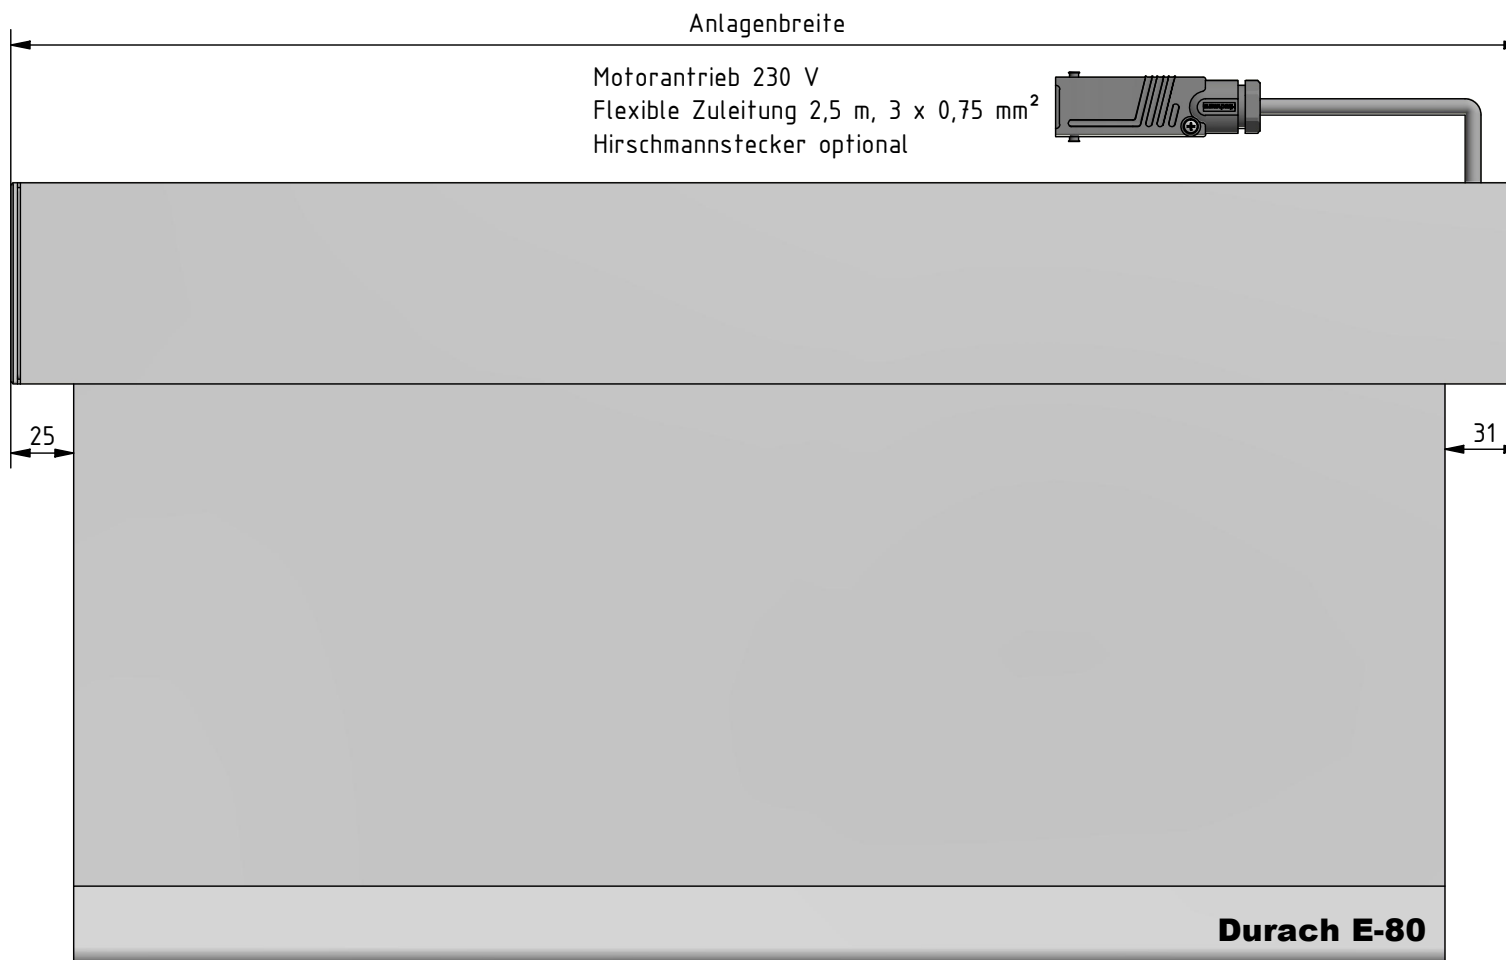 Anlagenbreite
Motorantrieb 230 V
Flexible Zuleitung 2,5 m, 3 x 0,75 mm²
Hirschmannstecker optional
25
31
Durach E-80